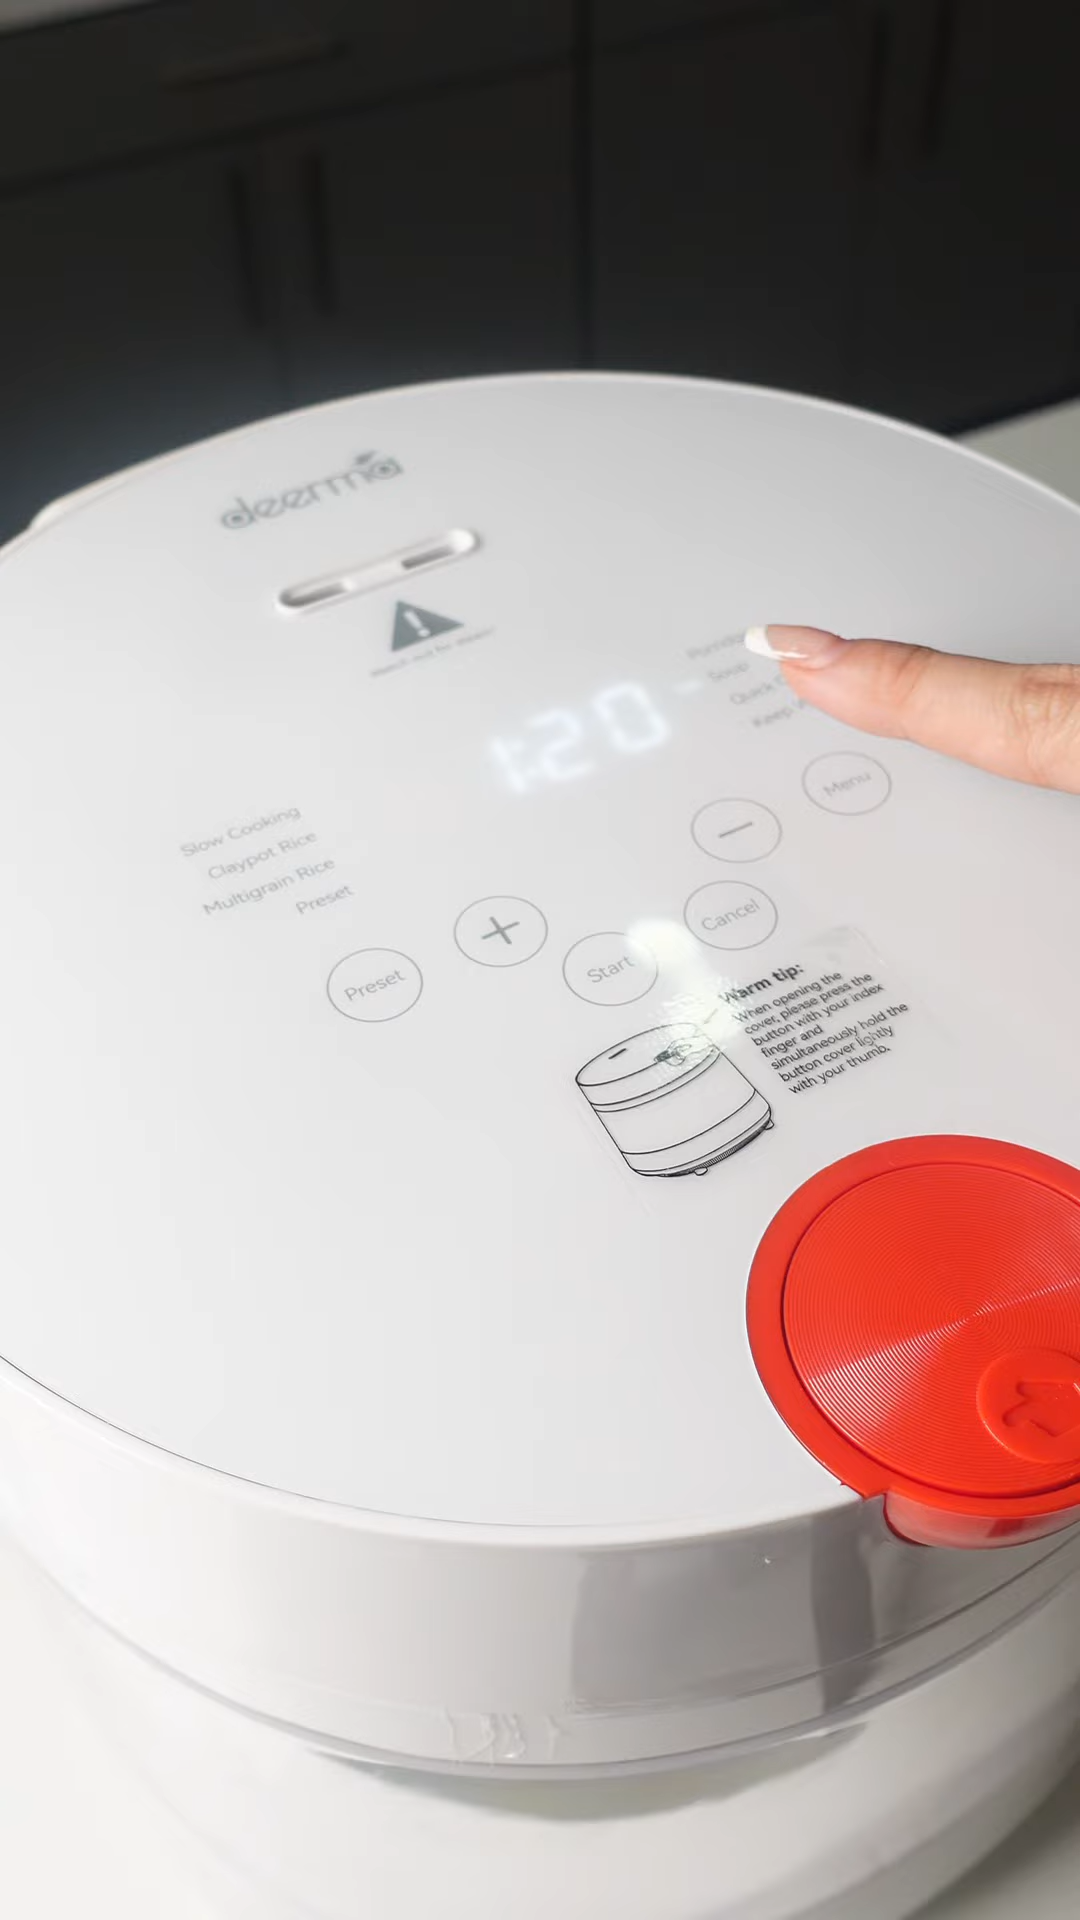 deerma
1:20
Soup
Quick
Keep
Menu
Slow Cooking
Claypot Rice
Multigrain Rice
Preset
Cancel
Start
Preset
Warm tip:
When opening the
cover, please press the
button with your index
finger and
simultaneously hold the
button cover lightly
with your thumb.